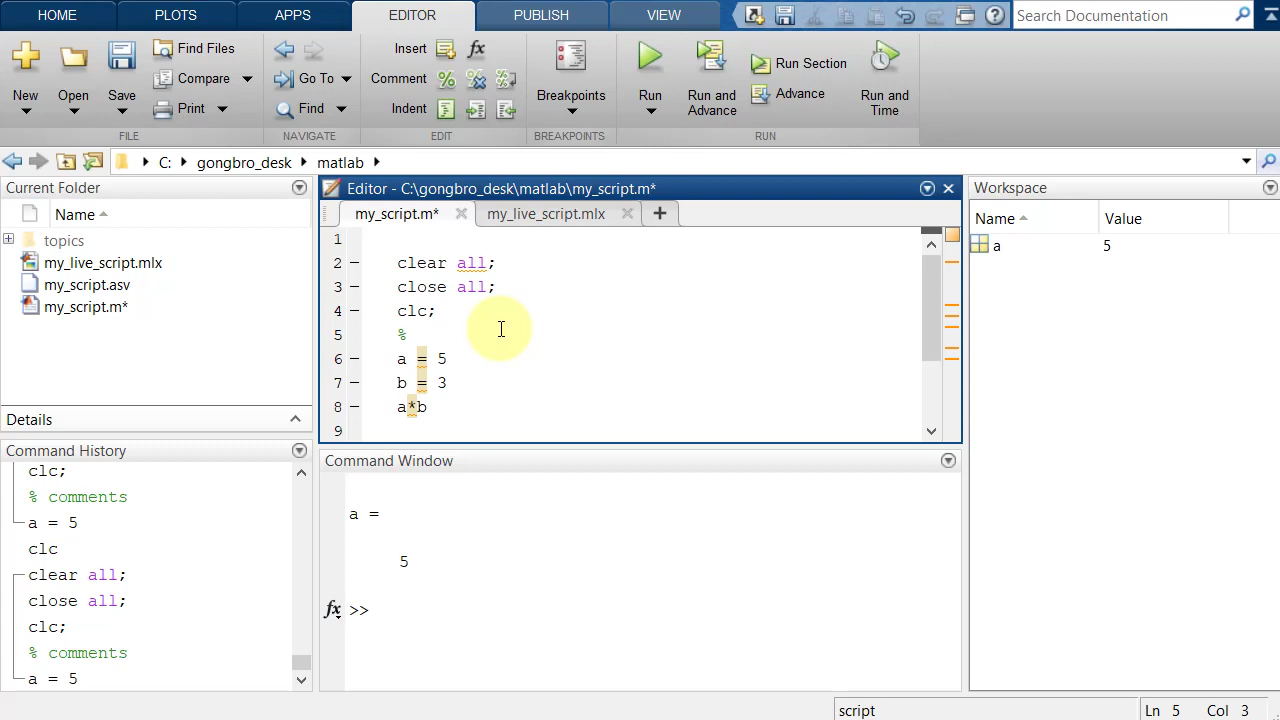 HOME PLOTS APPS EDITOR PUBLISH VIEW Search Documentation
New Open Save Find Files Compare Print Go To Find Insert fx Comment % Indent Breakpoints Run Run and Advance Run Section Advance Run and Time
FILE NAVIGATE EDIT BREAKPOINTS RUN
C: gongbro_desk matlab
Current Folder
Name
topics
my_live_script.mlx
my_script.asv
my_script.m*
Details
Command History
clc;
% comments
a = 5
clc
clear all;
close all;
clc;
% comments
a = 5
Editor - C:\gongbro_desk\matlab\my_script.m*
my_script.m* my_live_script.mlx
1
2 clear all;
3 close all;
4 clc;
5 %
6 a = 5
7 b = 3
8 a*b
9
Command Window
a =
5
fx >>
Workspace
Name Value
a 5
script Ln 5 Col 3